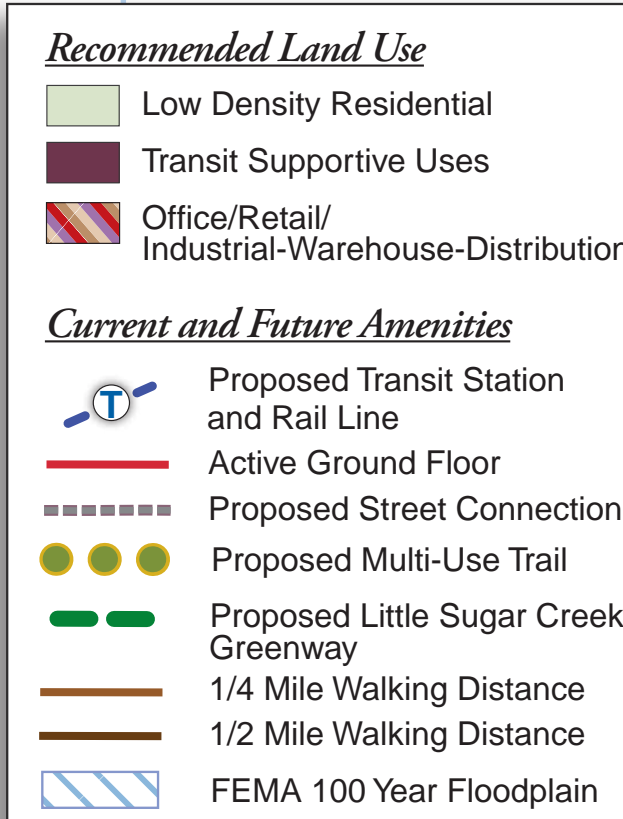 Recommended Land Use
Low Density Residential
Transit Supportive Uses
Office/Retail/
Industrial-Warehouse-Distribution
Current and Future Amenities
T
Proposed Transit Station
and Rail Line
Active Ground Floor
Proposed Street Connection
Proposed Multi-Use Trail
Proposed Little Sugar Creek
Greenway
1/4 Mile Walking Distance
1/2 Mile Walking Distance
FEMA 100 Year Floodplain